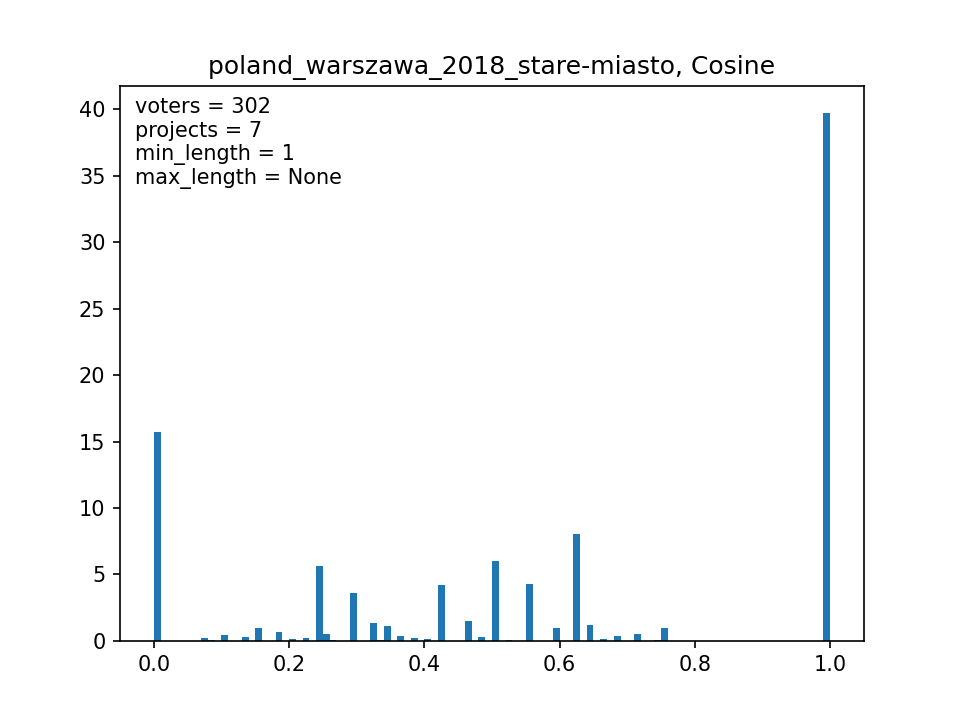 poland_warszawa_2018_stare-miasto, Cosine
voters = 302
projects = 7
min_length = 1
max_length = None
40
35
30
25
20
15
10
5
0
0.0 0.2 0.4 0.6 0.8 1.0